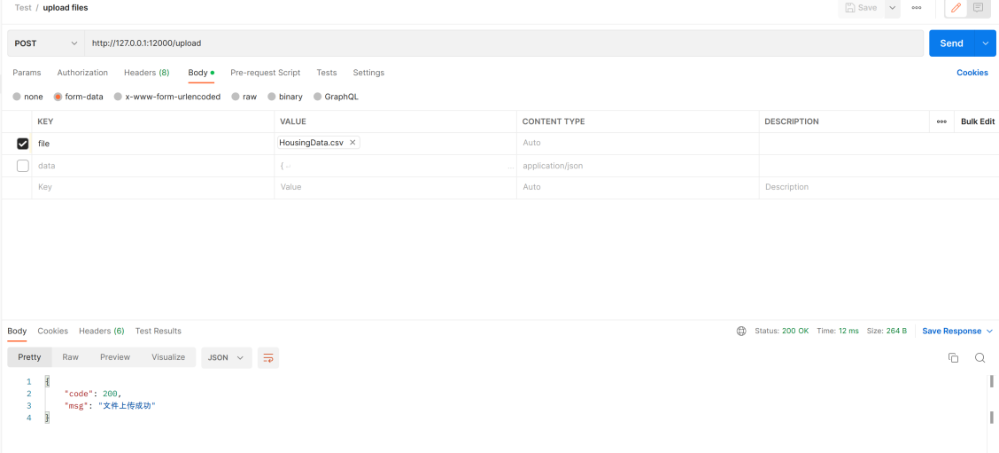 Test / upload files
Save
POST http://127.0.0.1:12000/upload Send
Params Authorization Headers (8) Body Pre-request Script Tests Settings Cookies
none form-data x-www-form-urlencoded raw binary GraphQL
KEY VALUE CONTENT TYPE DESCRIPTION ooo Bulk Edit
file HousingData.csv × Auto
data { ↵ ... application/json
Key Value Auto Description
Body Cookies Headers (6) Test Results Status: 200 OK Time: 12 ms Size: 264 B Save Response
Pretty Raw Preview Visualize JSON
1 {
2 "code": 200,
3 "msg": "文件上传成功"
4 }